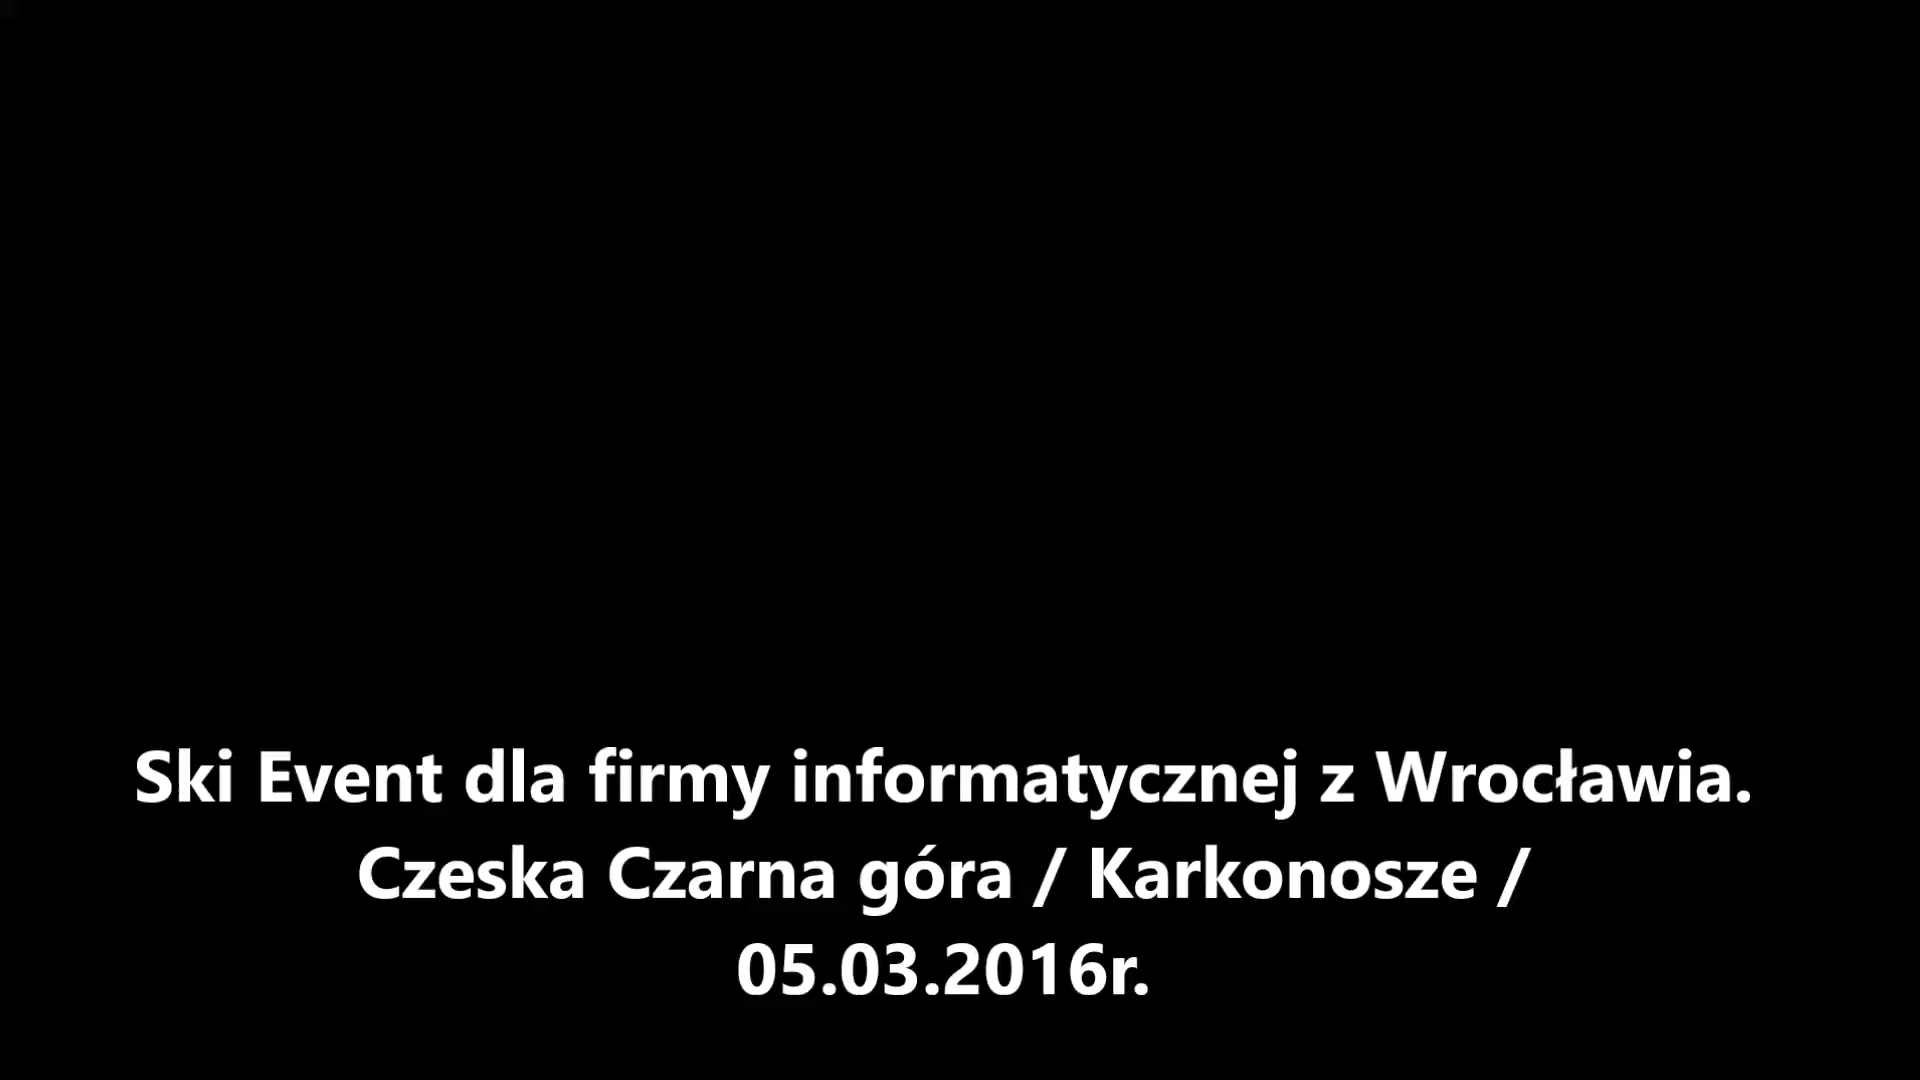 Ski Event dla firmy informatycznej z Wrocławia.
Czeska Czarna góra / Karkonosze /
05.03.2016r.